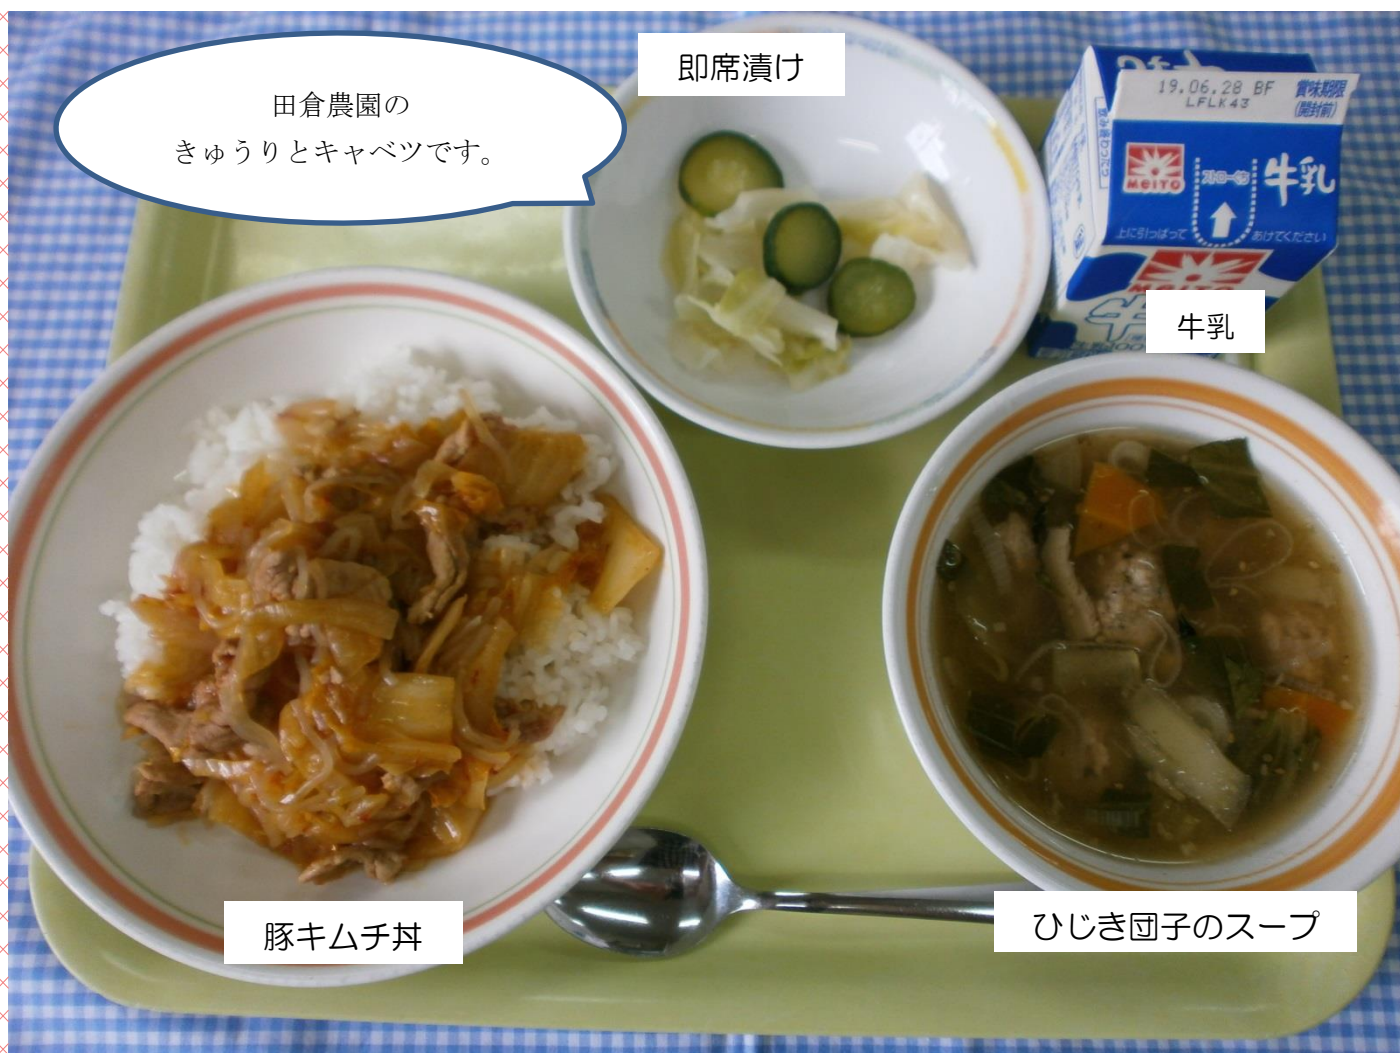 田倉農園の
きゅうりとキャベツです。
即席漬け
19.06.28 BF
LFLK43
賞味期限
(開封前)
MEITO
ストロー口
牛乳
上に引っぱって
あけてください
MEITO
牛乳
豚キムチ丼
ひじき団子のスープ